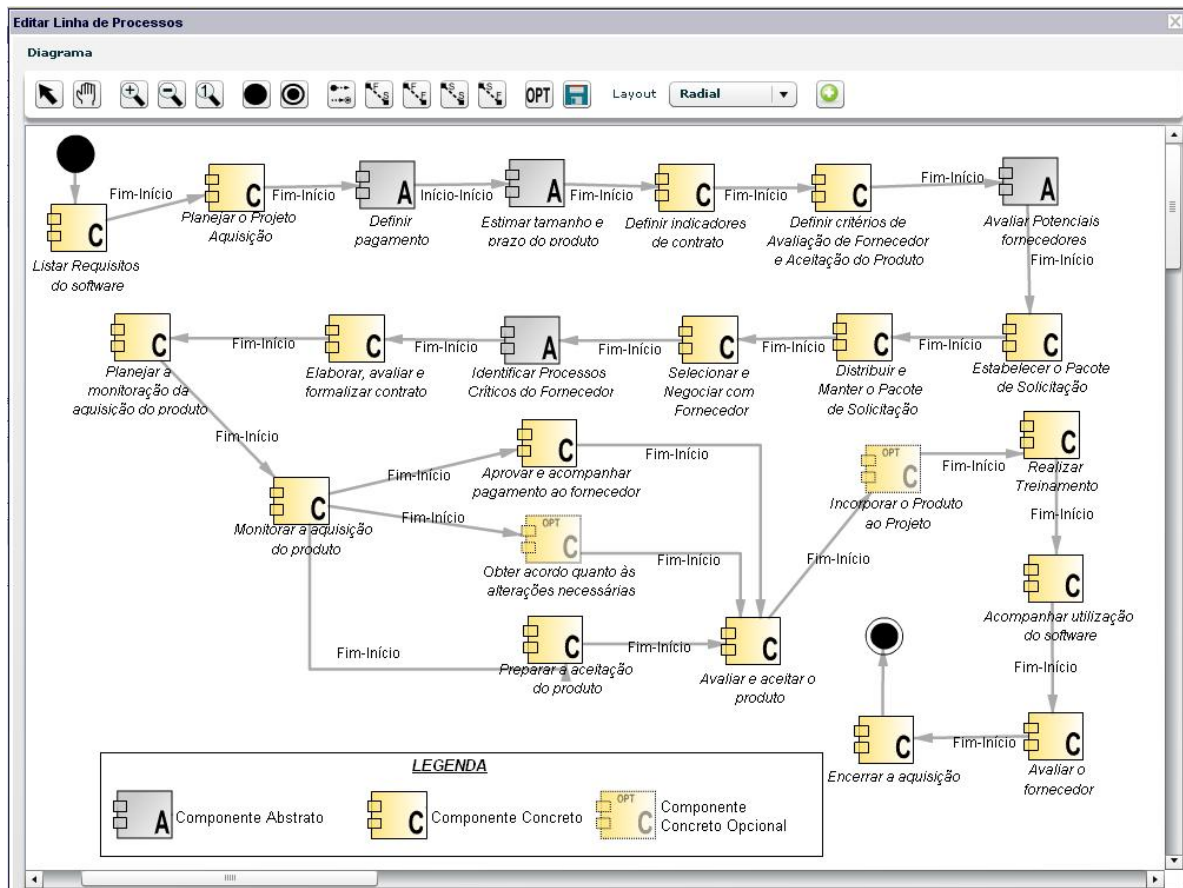 Editar Linha de Processos
Diagrama
1
F
S
F
F
S
S
S
F
OPT
Layout
Radial
Fim-Início
Fim-Início
Início-Início
Fim-Início
Fim-Início
Fim-Início
C
C
A
A
C
C
A
Listar Requisitos
do software
Planejar o Projeto
Aquisição
Definir
pagamento
Estimar tamanho e
prazo do produto
Definir indicadores
de contrato
Definir critérios de
Avaliação de Fornecedor
e Aceitação do Produto
Avaliar Potenciais
fornecedores
Fim-Início
C
Estabelecer o Pacote
de Solicitação
Fim-Início
C
Distribuir e
Manter o Pacote
de Solicitação
Fim-Início
C
Selecionar e
Negociar com
Fornecedor
Fim-Início
A
Identificar Processos
Críticos do Fornecedor
Fim-Início
C
Elaborar, avaliar e
formalizar contrato
Fim-Início
C
Planejar a
monitoração da
aquisição do produto
Fim-Início
C
Monitorar a aquisição
do produto
Fim-Início
C
Aprovar e acompanhar
pagamento ao fornecedor
Fim-Início
Fim-Início
OPT
C
Obter acordo quanto às
alterações necessárias
Fim-Início
Fim-Início
C
Preparar a aceitação
do produto
Fim-Início
C
Avaliar e aceitar o
produto
Fim-Início
OPT
C
Incorporar o Produto
ao Projeto
Fim-Início
C
Realizar
Treinamento
Fim-Início
C
Acompanhar utilização
do software
Fim-Início
C
Avaliar o
fornecedor
Fim-Início
C
Encerrar a aquisição
LEGENDA
A
Componente Abstrato
C
Componente Concreto
OPT
C
Componente
Concreto Opcional